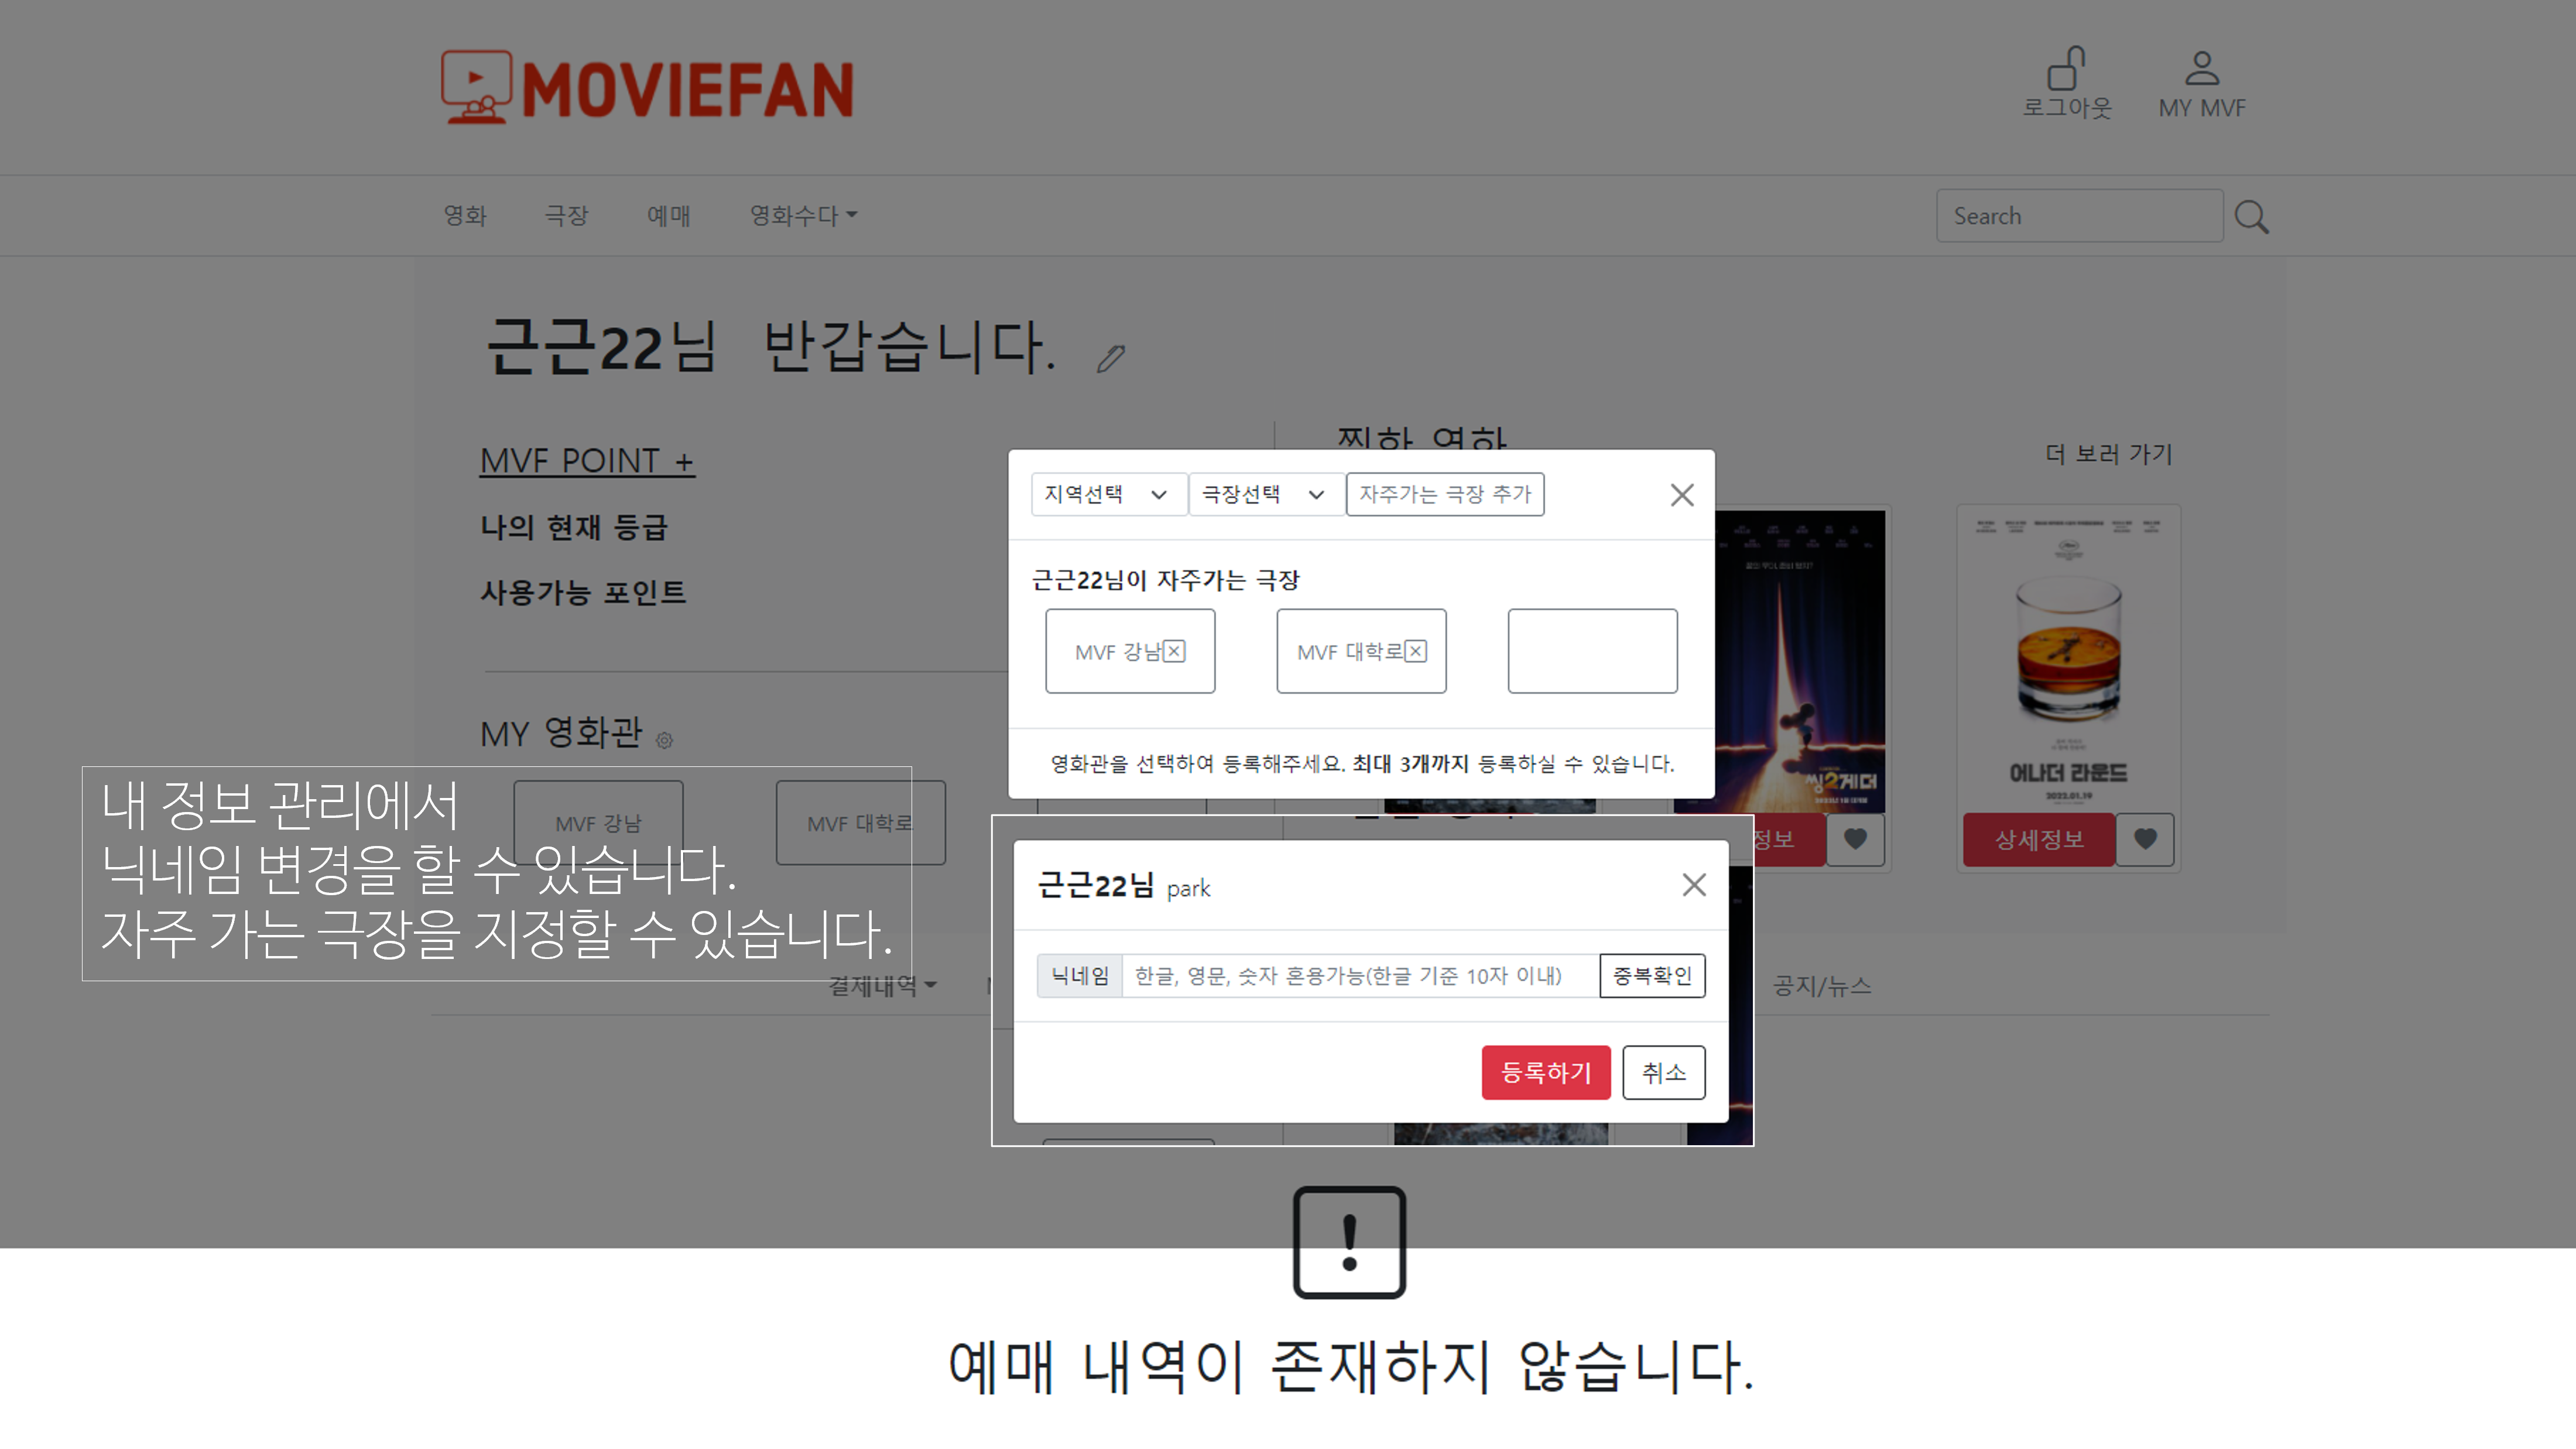 MOVIEFAN
로그아웃
MY MVF
영화
극장
예매
영화수다
Search
근근22님 반갑습니다.
MVF POINT +
나의 현재 등급
사용가능 포인트
찜한 영화
더 보러 가기
지역선택
극장선택
자주가는 극장 추가
근근22님이 자주가는 극장
MVF 강남
MVF 대학로
영화관을 선택하여 등록해주세요. 최대 3개까지 등록하실 수 있습니다.
MY 영화관
MVF 강남
MVF 대학로
내 정보 관리에서
닉네임 변경을 할 수 있습니다.
자주 가는 극장을 지정할 수 있습니다.
씽2게더
어나더 라운드
2022.01.19
정보
상세정보
근근22님 park
닉네임
한글, 영문, 숫자 혼용가능(한글 기준 10자 이내)
중복확인
등록하기
취소
결제내역
공지/뉴스
예매 내역이 존재하지 않습니다.